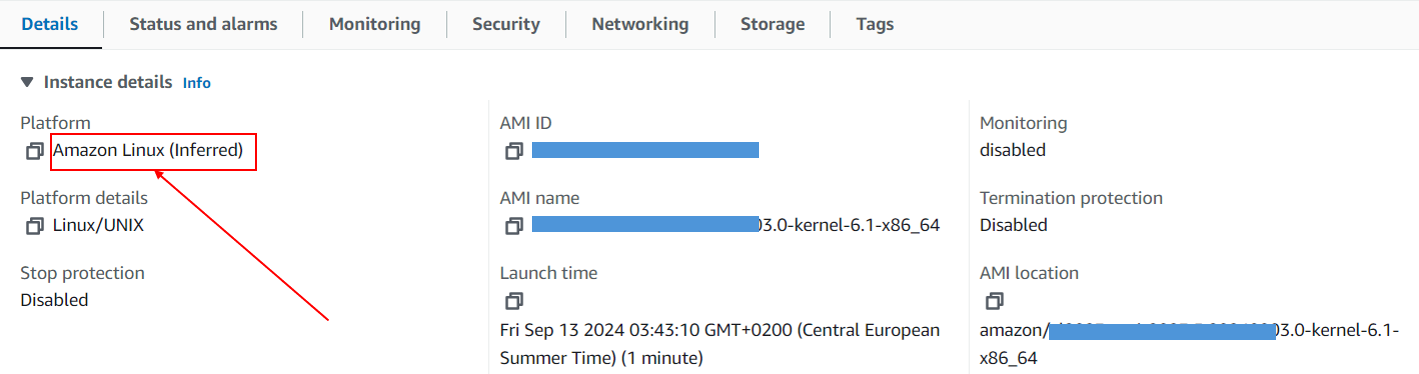 Details
Status and alarms
Monitoring
Security
Networking
Storage
Tags
Instance details Info
Platform
Amazon Linux (Inferred)
Platform details
Linux/UNIX
Stop protection
Disabled
AMI ID
AMI name
03.0-kernel-6.1-x86_64
Launch time
Fri Sep 13 2024 03:43:10 GMT+0200 (Central European
Summer Time) (1 minute)
Monitoring
disabled
Termination protection
Disabled
AMI location
amazon/ 03.0-kernel-6.1-
x86_64